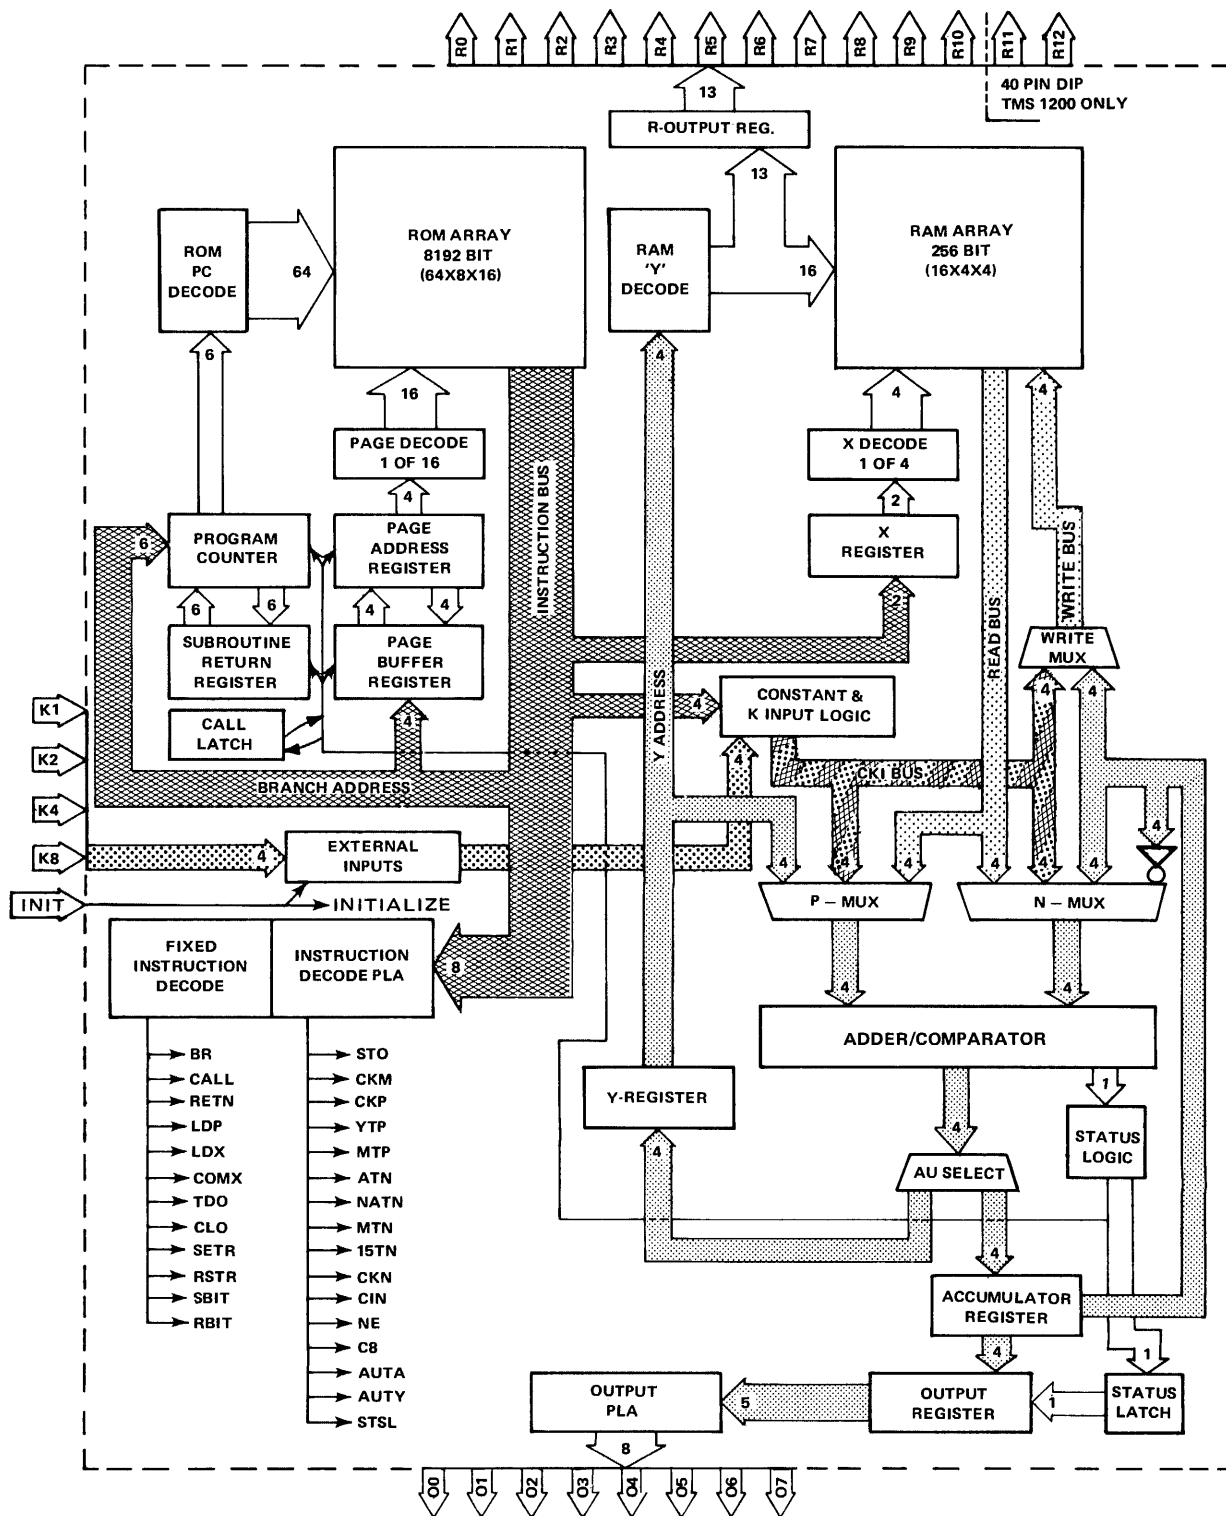 R0 R1 R2 R3 R4 R5 R6 R7 R8 R9 R10 R11 R12
40 PIN DIP
TMS 1200 ONLY
13
R-OUTPUT REG.
13
ROM
PC
DECODE
64
ROM ARRAY
8192 BIT
(64X8X16)
RAM
'Y'
DECODE
16
RAM ARRAY
256 BIT
(16X4X4)
6
16
4
4
4
PAGE DECODE
1 OF 16
X DECODE
1 OF 4
4
2
6
PROGRAM
COUNTER
PAGE
ADDRESS
REGISTER
INSTRUCTION BUS
X
REGISTER
WRITE BUS
6
6
4
4
2
READ BUS
SUBROUTINE
RETURN
REGISTER
PAGE
BUFFER
REGISTER
WRITE
MUX
K1
CALL
LATCH
4
Y ADDRESS
4
CONSTANT &
K INPUT LOGIC
4
4
K2
4
CKI BUS
BRANCH ADDRESS
K4
4
K8
4
EXTERNAL
INPUTS
4
4
4
4
4
4
INIT
INITIALIZE
P – MUX
N – MUX
FIXED
INSTRUCTION
DECODE
INSTRUCTION
DECODE PLA
8
4
4
ADDER/COMPARATOR
BR
CALL
RETN
LDP
LDX
COMX
TDO
CLO
SETR
RSTR
SBIT
RBIT
STO
CKM
CKP
YTP
MTP
ATN
NATN
MTN
15TN
CKN
CIN
NE
C8
AUTA
AUTY
STSL
Y-REGISTER
1
4
4
STATUS
LOGIC
AU SELECT
4
ACCUMULATOR
REGISTER
4
1
OUTPUT
PLA
5
OUTPUT
REGISTER
1
STATUS
LATCH
8
O0 O1 O2 O3 O4 O5 O6 O7